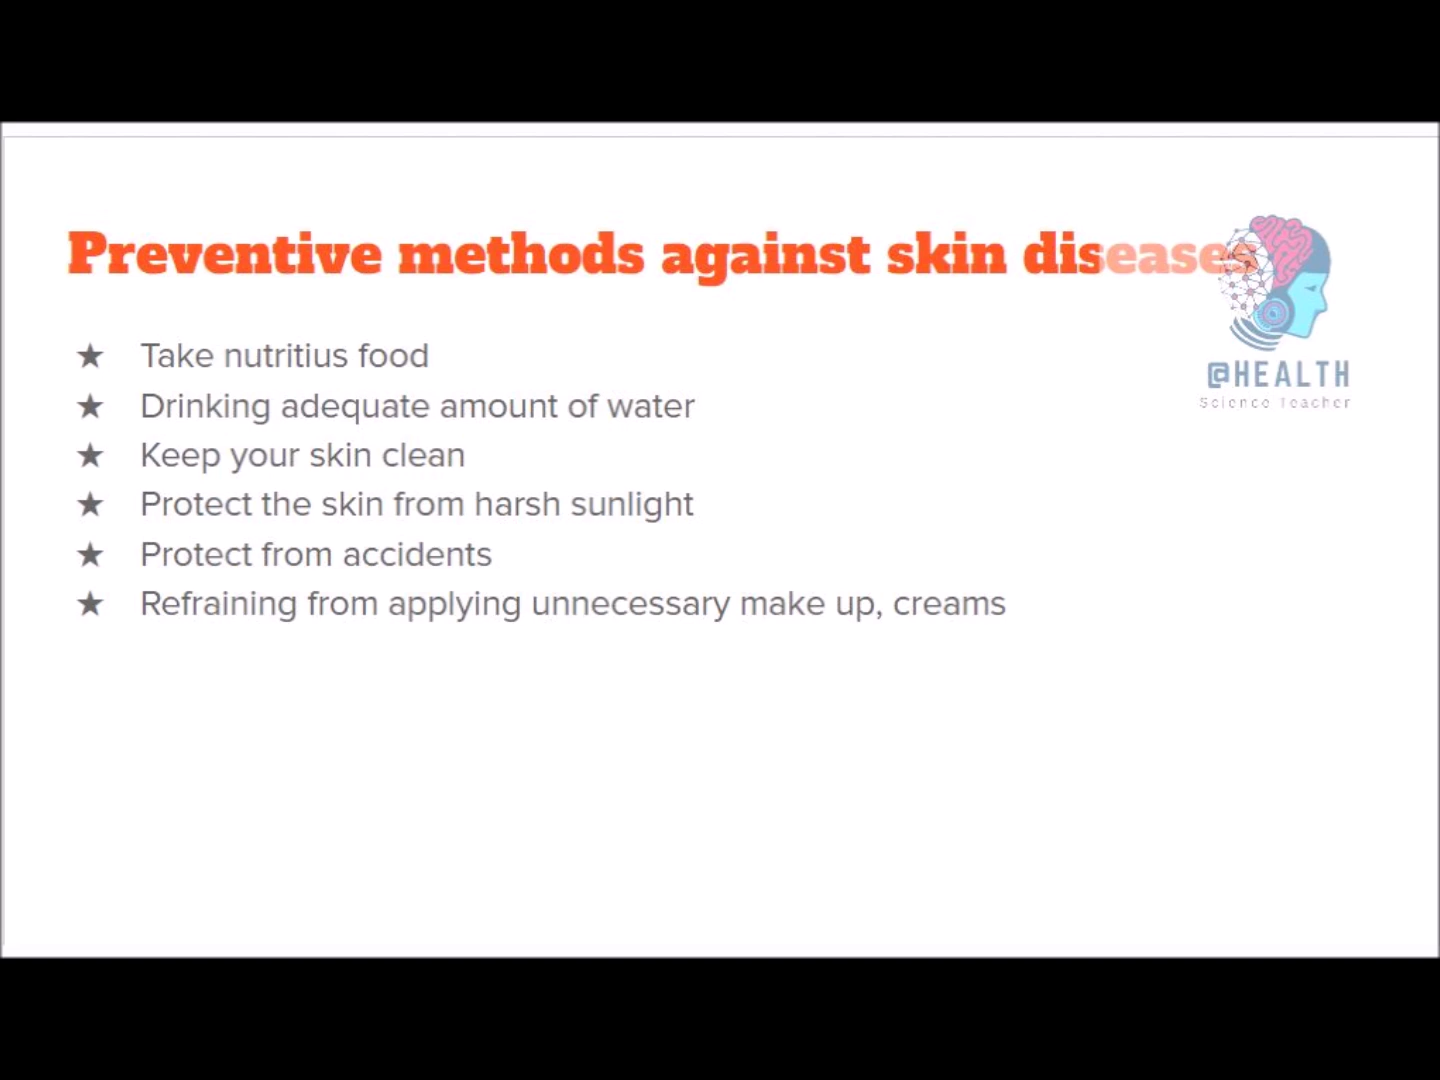 Preventive methods against skin diseases
★ Take nutritius food
★ Drinking adequate amount of water
★ Keep your skin clean
★ Protect the skin from harsh sunlight
★ Protect from accidents
★ Refraining from applying unnecessary make up, creams
@HEALTH
Science Teacher